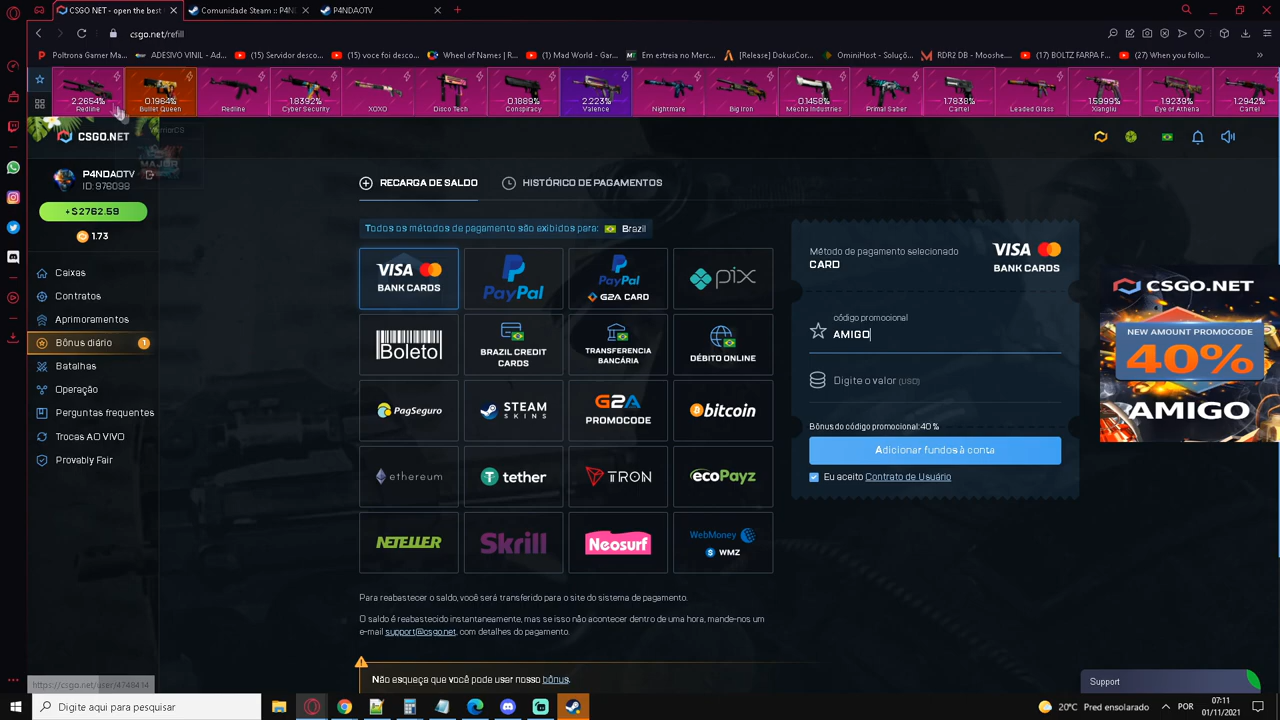 CSGO.NET - open the best
Comunidade Steam :: P4N
P4NDAOTV
csgo.net/refill
Poltrona Gamer Ma...
ADESIVO VINIL - Ad...
(15) Servidor desco...
(15) voce foi desco...
Wheel of Names | R...
(1) Mad World - Gar...
Em estreia no Merc...
[Release] DokusCor...
OminiHost - Soluçõ...
RDR2 DB - Mooshe...
(17) BOLTZ FARPA F...
(27) When you follo...
2.2654%
Redline
0.1964%
Bullet Queen
Redline
1.8392%
Cyber Security
XOXO
Disco Tech
0.1889%
Conspiracy
2.223%
Valence
Nightmare
Big Iron
0.1458%
Mecha Industries
Primal Saber
1.7838%
Cartel
Leaded Glass
1.5999%
Xiangliu
1.9239%
Eye of Athena
1.2942%
Cartel
CSGO.NET
P4NDAOTV
ID: 976098
+ $2762.59
1.73
Caixas
Contratos
Aprimoramentos
Bônus diário
1
Batalhas
Operação
Perguntas frequentes
Trocas AO VIVO
Provably Fair
RECARGA DE SALDO
HISTÓRICO DE PAGAMENTOS
Todos os métodos de pagamento são exibidos para: Brazil
VISA
BANK CARDS
PayPal
PayPal
G2A CARD
pix
Boleto
BRAZIL CREDIT
CARDS
TRANSFERENCIA
BANCÁRIA
DÉBITO ONLINE
PagSeguro
STEAM
SKINS
G2A
PROMOCODE
bitcoin
ethereum
tether
TRON
ecoPayz
NETELLER
Skrill
Neosurf
WebMoney
WMZ
Para reabastecer o saldo, você será transferido para o site do sistema de pagamento.
O saldo é reabastecido instantaneamente, mas se isso não acontecer dentro de uma hora, mande-nos um
e-mail support@csgo.net, com detalhes do pagamento.
Não esqueça que você pode usar nosso bônus.
Método de pagamento selecionado
CARD
VISA
BANK CARDS
código promocional
AMIGO
Digite o valor (USD)
Bônus do código promocional: 40 %
Adicionar fundos à conta
Eu aceito Contrato de Usuário
CSGO.NET
NEW AMOUNT PROMOCODE
40%
AMIGO
Support
https://csgo.net/user/4749414
Digite aqui para pesquisar
20°C Pred ensolarado
POR
07:11
01/11/2021